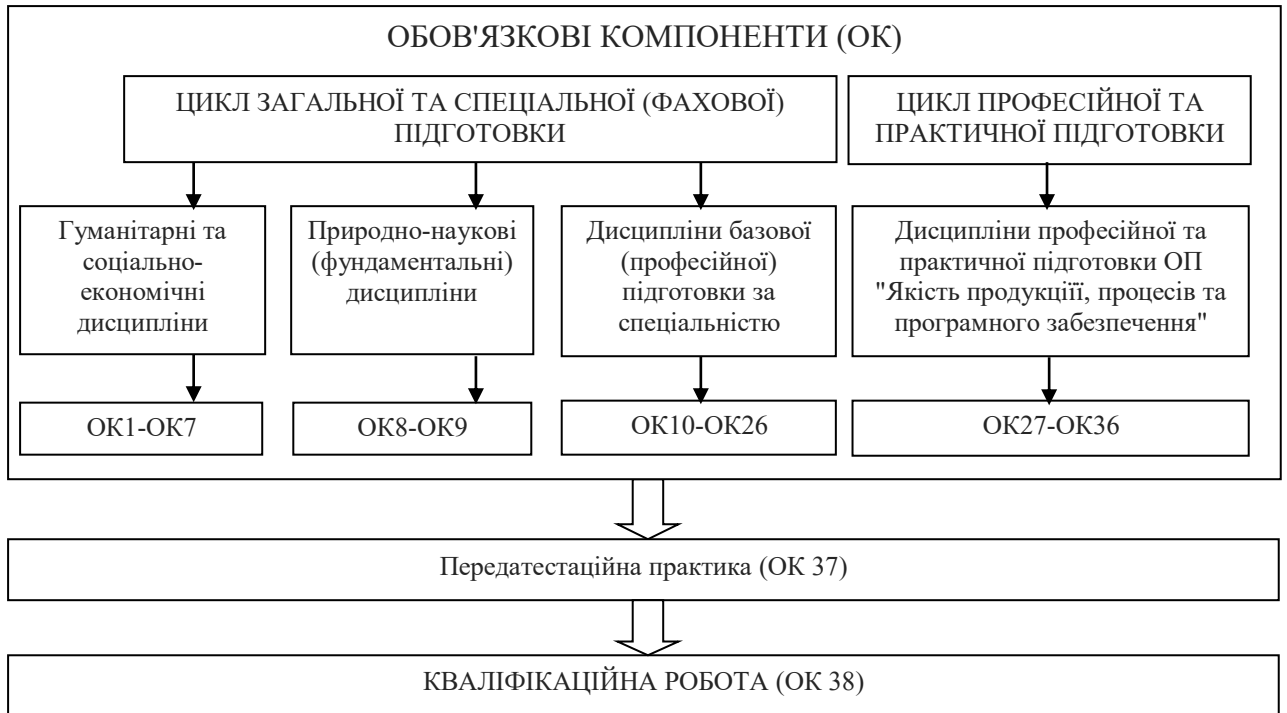 ОБОВ'ЯЗКОВІ КОМПОНЕНТИ (ОК)
ЦИКЛ ЗАГАЛЬНОЇ ТА СПЕЦІАЛЬНОЇ (ФАХОВОЇ)
ПІДГОТОВКИ
ЦИКЛ ПРОФЕСІЙНОЇ ТА
ПРАКТИЧНОЇ ПІДГОТОВКИ
Гуманітарні та
соціально-
економічні
дисципліни
Природно-наукові
(фундаментальні)
дисципліни
Дисципліни базової
(професійної)
підготовки за
спеціальністю
Дисципліни професійної та
практичної підготовки ОП
"Якість продукціїї, процесів та
програмного забезпечення"
ОК1-ОК7
ОК8-ОК9
ОК10-ОК26
ОК27-ОК36
Передатестаційна практика (ОК 37)
КВАЛІФІКАЦІЙНА РОБОТА (ОК 38)